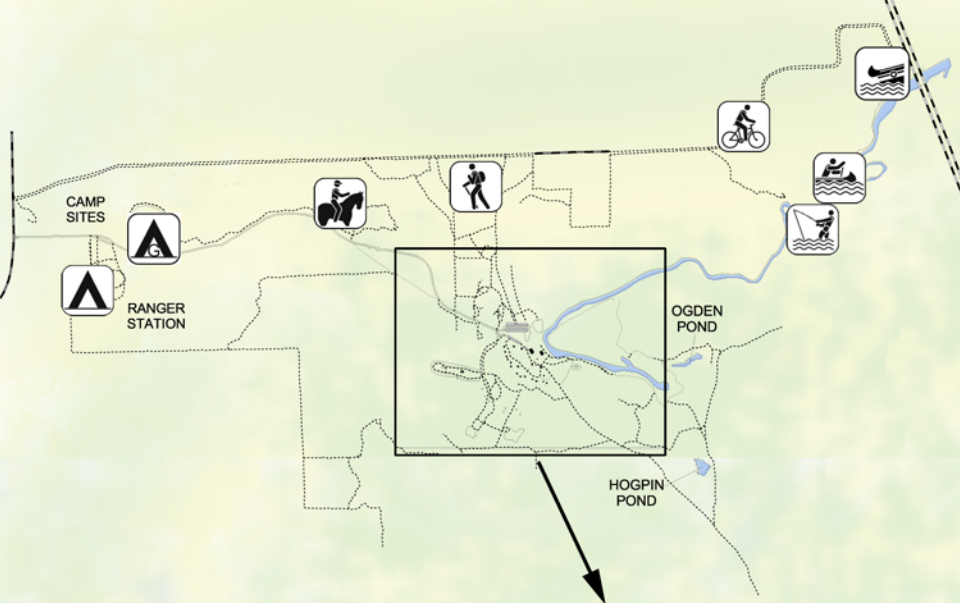 CAMP
SITES
G
RANGER
STATION
OGDEN
POND
HOGPIN
POND